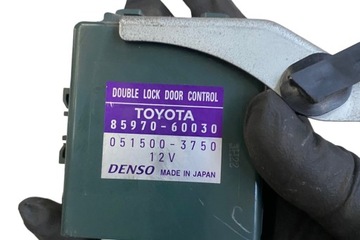 DOUBLE LOCK DOOR CONTROL
TOYOTA
85970-60030
051500-3750
12V
DENSO MADE IN JAPAN